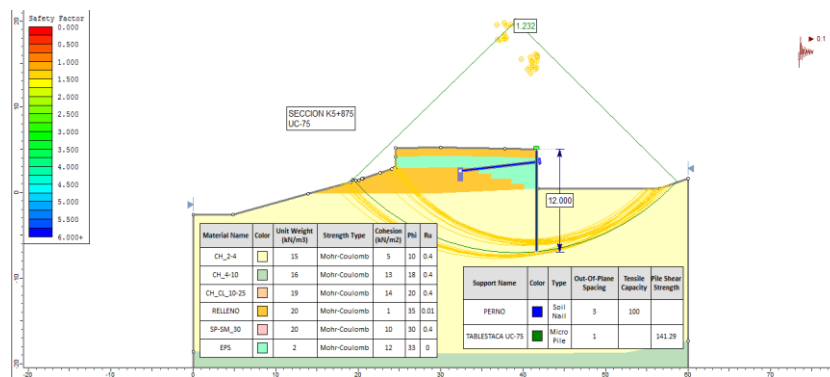 Safety Factor
0.000
0.500
1.000
1.500
2.000
2.500
3.000
3.500
4.000
4.500
5.000
5.500
6.000+
1.232
0.1
SECCION K5+875
UC-75
12.000
Material Name Color Unit Weight (kN/m3) Strength Type Cohesion (kN/m2) Phi Ru
CH_2-4 15 Mohr-Coulomb 5 10 0.4
CH_4-10 16 Mohr-Coulomb 13 18 0.4
CH_CL_10-25 19 Mohr-Coulomb 14 20 0.4
RELLENO 20 Mohr-Coulomb 1 35 0.01
SP-SM_30 20 Mohr-Coulomb 10 30 0.4
EPS 2 Mohr-Coulomb 12 33 0
Support Name Color Type Out-Of-Plane Spacing Tensile Capacity Pile Shear Strength
PERNO Soil Nail 3 100
TABLESTACA UC-75 Micro Pile 1 141.29
20
10
0
-10
-20
-20 -10 0 10 20 30 40 50 60 70